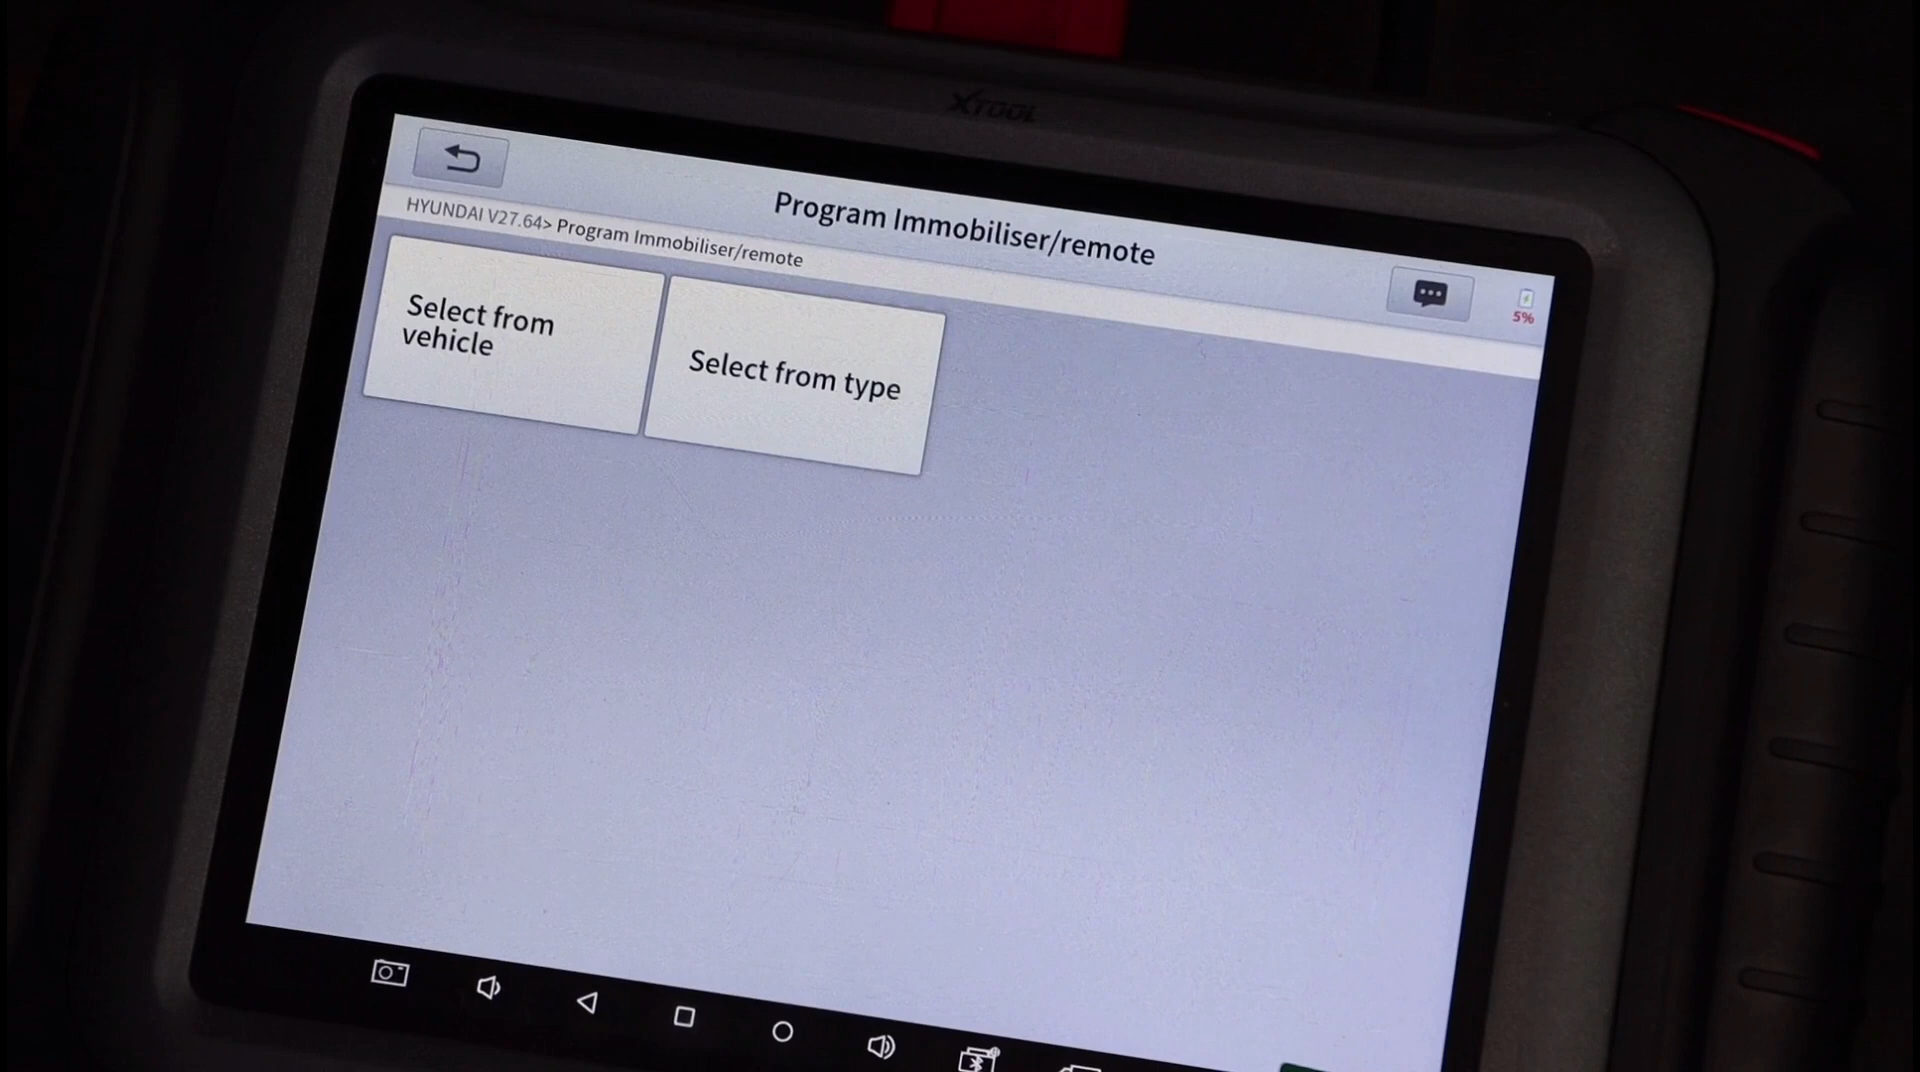 XTOOL
Program Immobiliser/remote
5%
HYUNDAI V27.64> Program Immobiliser/remote
Select from
vehicle
Select from type